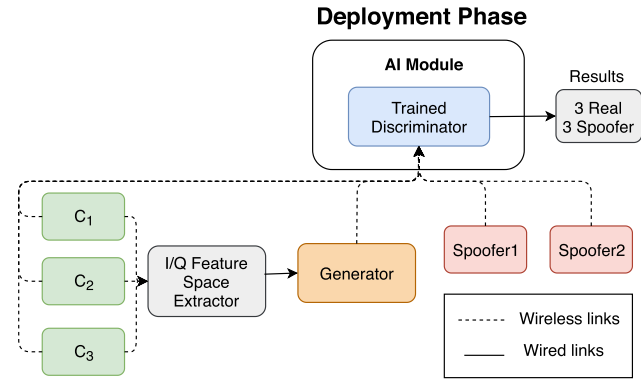 Deployment Phase
AI Module
Trained
Discriminator
Results
3 Real
3 Spoofer
C1
C2
C3
I/Q Feature
Space
Extractor
Generator
Spoofer1
Spoofer2
Wireless links
Wired links